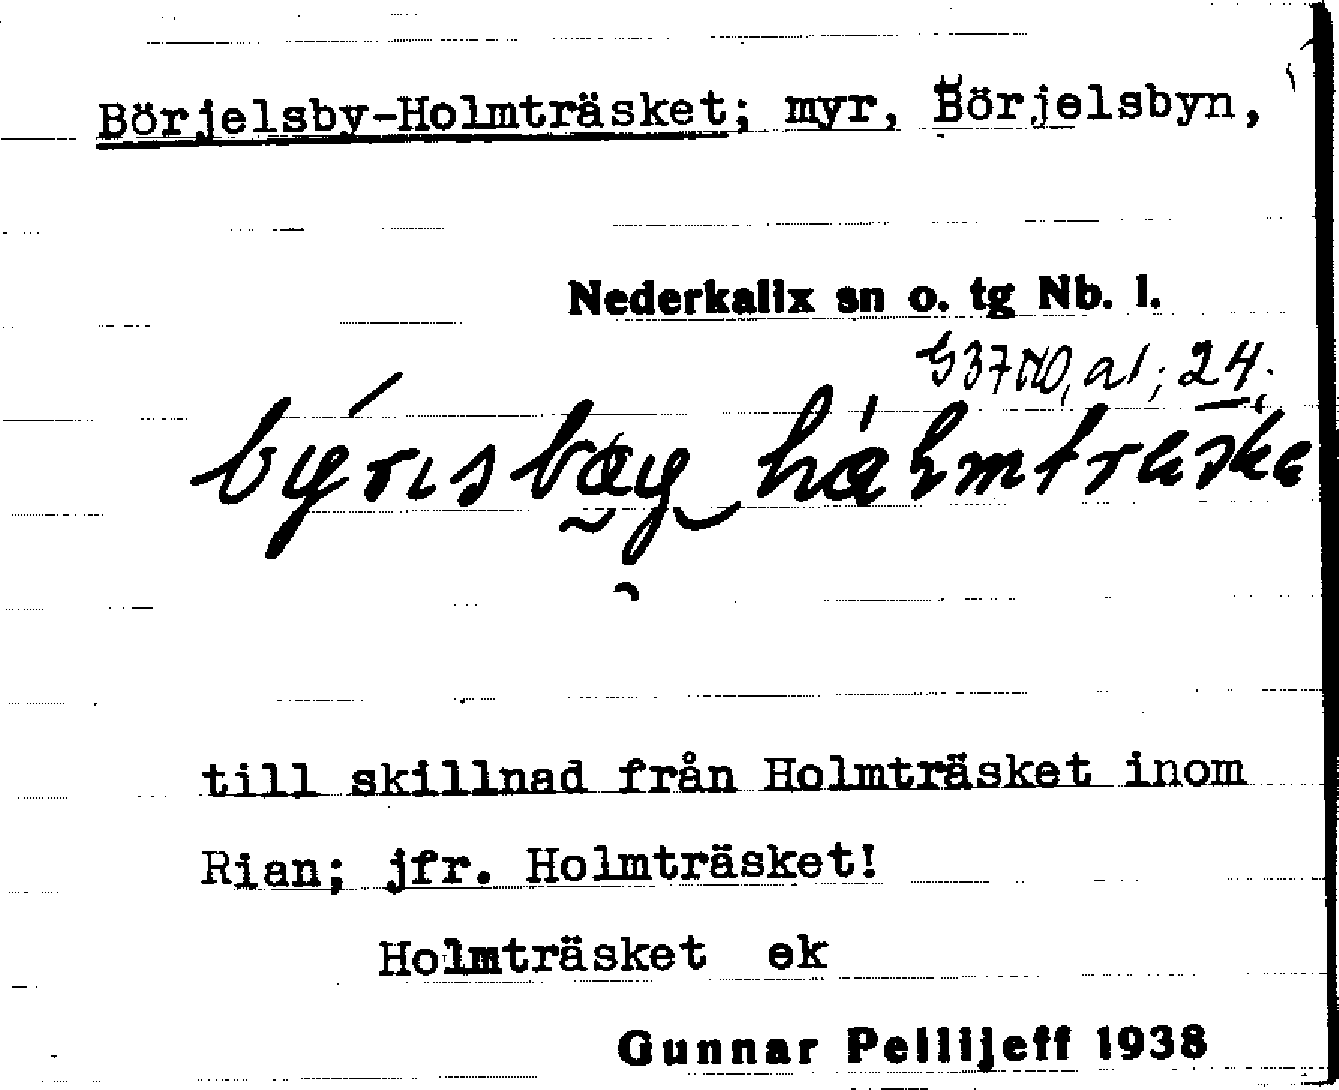 Börjelsby-Holmträsket; myr, Börjelsbyn,
Nederkalix sn o. tg Nb. l.
G37NO, a1; 24.
till skillnad från Holmträsket inom
Rian; jfr. Holmträsket!
Holmträsket ek
Gunnar Pellijeff 1938